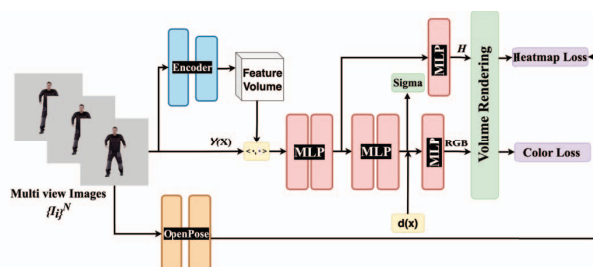 Encoder
Feature
Volume
MLP
H
Heatmap Loss
Sigma
Volume Rendering
γ(X)
< *, * >
MLP
MLP
MLP
RGB
Color Loss
Multi view Images
{I_i}^N
d(x)
OpenPose